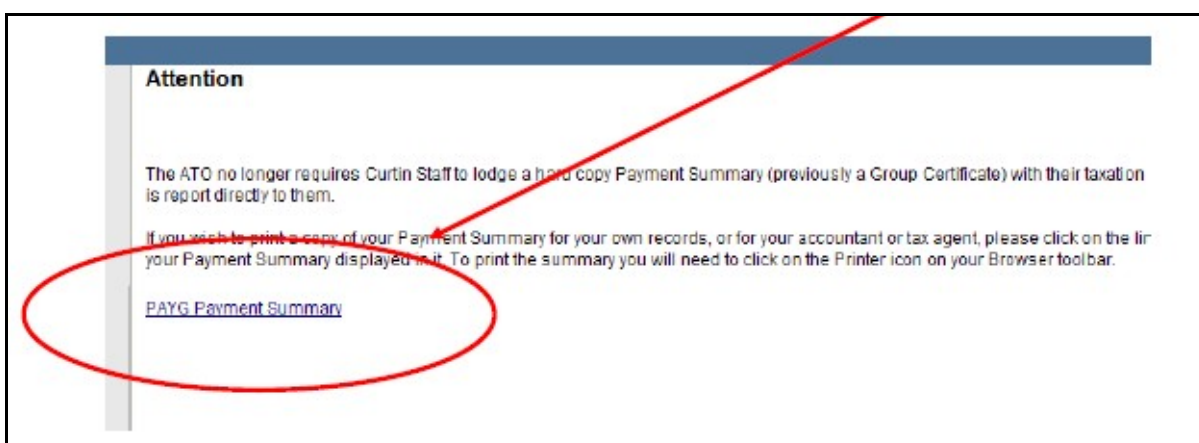 Attention
The ATO no longer requires Curtin Staff to lodge a hard copy Payment Summary (previously a Group Certificate) with their taxation
is report directly to them.
If you wish to print a copy of your Payment Summary for your own records, or for your accountant or tax agent, please click on the lin
your Payment Summary displayed in it. To print the summary you will need to click on the Printer icon on your Browser toolbar.
PAYG Payment Summary